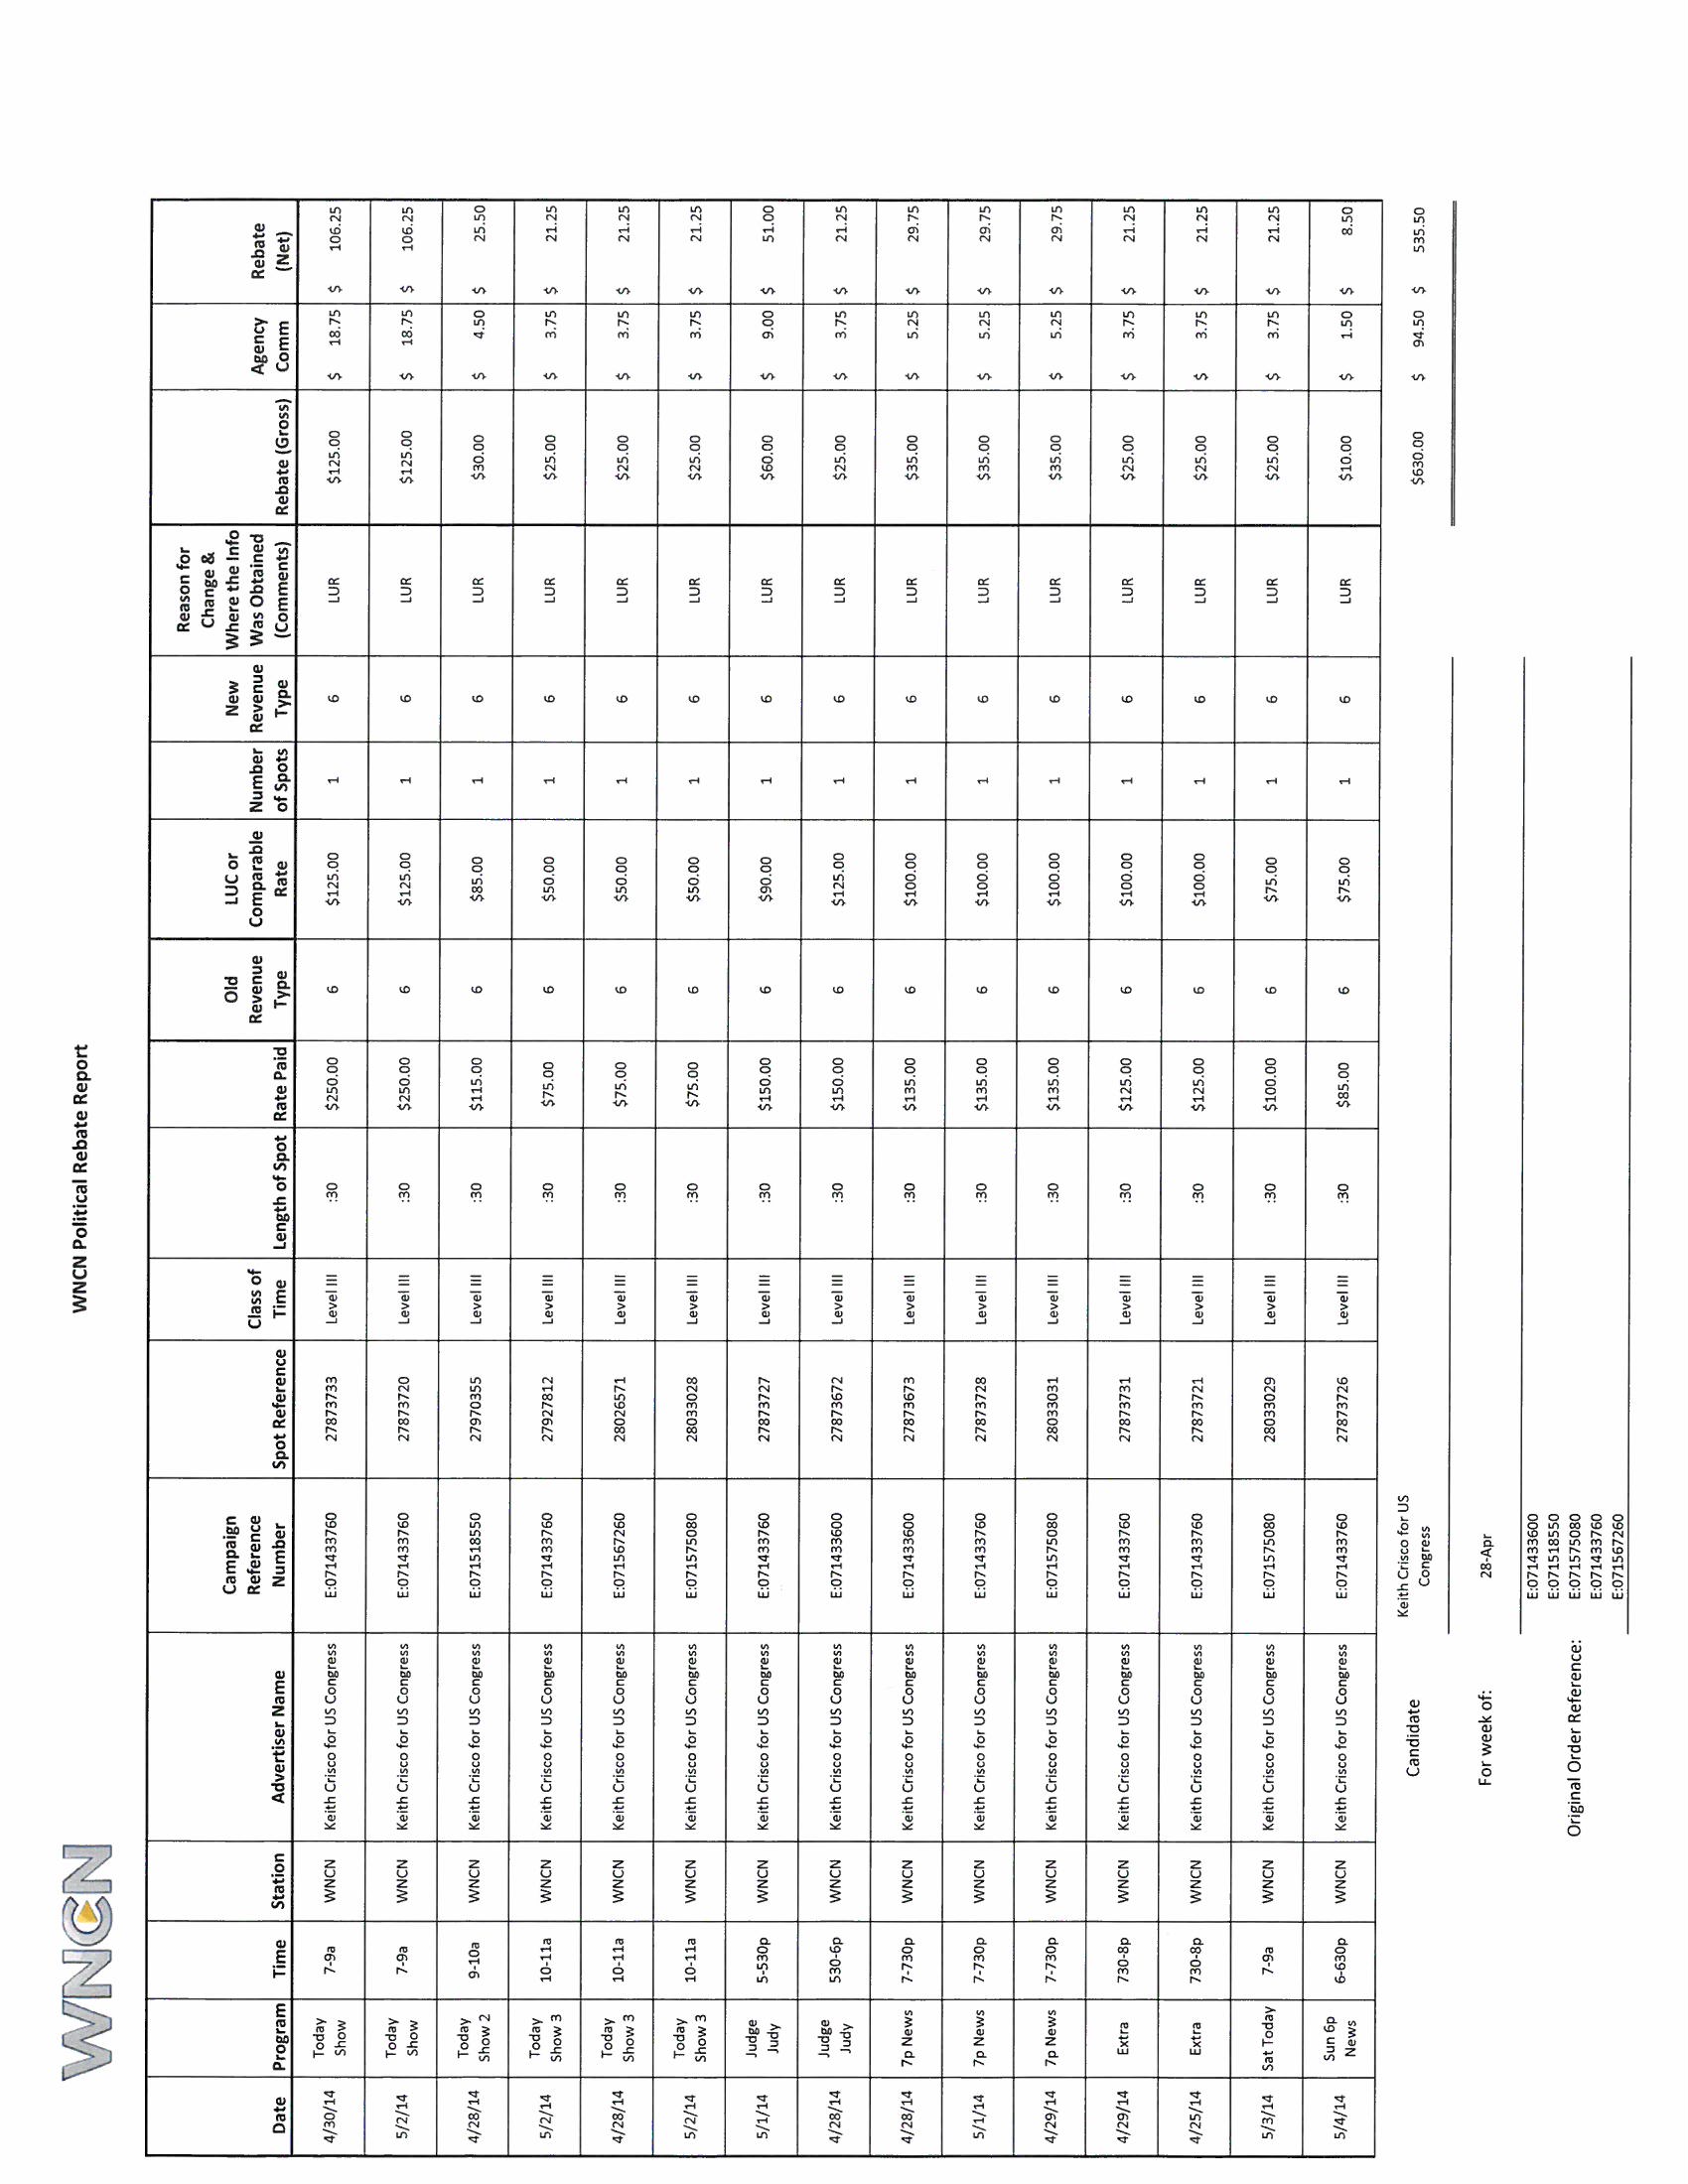 WNCN
WNCN Political Rebate Report
Date Program Time Station Advertiser Name Campaign Reference Number Spot Reference Class of Time Length of Spot Rate Paid Old Revenue Type LUC or Comparable Rate Number of Spots New Revenue Type Reason for Change & Where the Info Was Obtained (Comments) Rebate (Gross) Agency Comm Rebate (Net)
4/30/14 Today Show 7-9a WNCN Keith Crisco for US Congress E:071433760 27873733 Level III :30 $250.00 6 $125.00 1 6 LUR $125.00 $ 18.75 $ 106.25
5/2/14 Today Show 7-9a WNCN Keith Crisco for US Congress E:071433760 27873720 Level III :30 $250.00 6 $125.00 1 6 LUR $125.00 $ 18.75 $ 106.25
4/28/14 Today Show 2 9-10a WNCN Keith Crisco for US Congress E:071518550 27970355 Level III :30 $115.00 6 $85.00 1 6 LUR $30.00 $ 4.50 $ 25.50
5/2/14 Today Show 3 10-11a WNCN Keith Crisco for US Congress E:071433760 27927812 Level III :30 $75.00 6 $50.00 1 6 LUR $25.00 $ 3.75 $ 21.25
4/28/14 Today Show 3 10-11a WNCN Keith Crisco for US Congress E:071567260 28026571 Level III :30 $75.00 6 $50.00 1 6 LUR $25.00 $ 3.75 $ 21.25
5/2/14 Today Show 3 10-11a WNCN Keith Crisco for US Congress E:071575080 28033028 Level III :30 $75.00 6 $50.00 1 6 LUR $25.00 $ 3.75 $ 21.25
5/1/14 Judge Judy 5-530p WNCN Keith Crisco for US Congress E:071433760 27873727 Level III :30 $150.00 6 $90.00 1 6 LUR $60.00 $ 9.00 $ 51.00
4/28/14 Judge Judy 530-6p WNCN Keith Crisco for US Congress E:071433600 27873672 Level III :30 $150.00 6 $125.00 1 6 LUR $25.00 $ 3.75 $ 21.25
4/28/14 7p News 7-730p WNCN Keith Crisco for US Congress E:071433600 27873673 Level III :30 $135.00 6 $100.00 1 6 LUR $35.00 $ 5.25 $ 29.75
5/1/14 7p News 7-730p WNCN Keith Crisco for US Congress E:071433760 27873728 Level III :30 $135.00 6 $100.00 1 6 LUR $35.00 $ 5.25 $ 29.75
4/29/14 7p News 7-730p WNCN Keith Crisco for US Congress E:071575080 28033031 Level III :30 $135.00 6 $100.00 1 6 LUR $35.00 $ 5.25 $ 29.75
4/29/14 Extra 730-8p WNCN Keith Crisco for US Congress E:071433760 27873731 Level III :30 $125.00 6 $100.00 1 6 LUR $25.00 $ 3.75 $ 21.25
4/25/14 Extra 730-8p WNCN Keith Crisco for US Congress E:071433760 27873721 Level III :30 $125.00 6 $100.00 1 6 LUR $25.00 $ 3.75 $ 21.25
5/3/14 Sat Today 7-9a WNCN Keith Crisco for US Congress E:071575080 28033029 Level III :30 $100.00 6 $75.00 1 6 LUR $25.00 $ 3.75 $ 21.25
5/4/14 Sun 6p News 6-630p WNCN Keith Crisco for US Congress E:071433760 27873726 Level III :30 $85.00 6 $75.00 1 6 LUR $10.00 $ 1.50 $ 8.50
Candidate Keith Crisco for US Congress $630.00 $ 94.50 $ 535.50
For week of: 28-Apr
Original Order Reference:
E:071433600
E:071518550
E:071575080
E:071433760
E:071567260